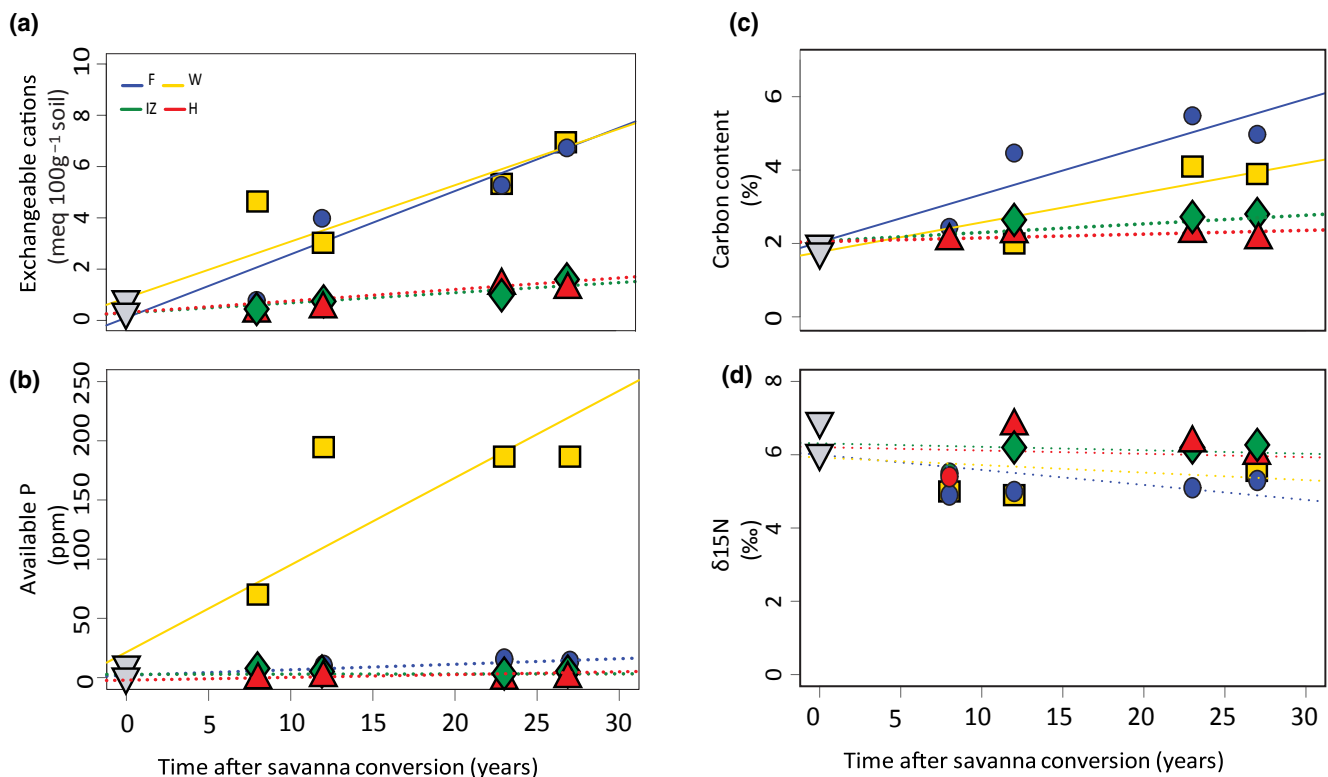 (a)
Exchangeable cations
(meq 100g⁻¹ soil)
0 2 4 6 8 10
F W
IZ H
(b)
Available P
(ppm)
0 50 100 150 200 250
0 5 10 15 20 25 30
Time after savanna conversion (years)
(c)
Carbon content
(%)
0 2 4 6
(d)
δ15N
(‰)
0 2 4 6 8
0 5 10 15 20 25 30
Time after savanna conversion (years)